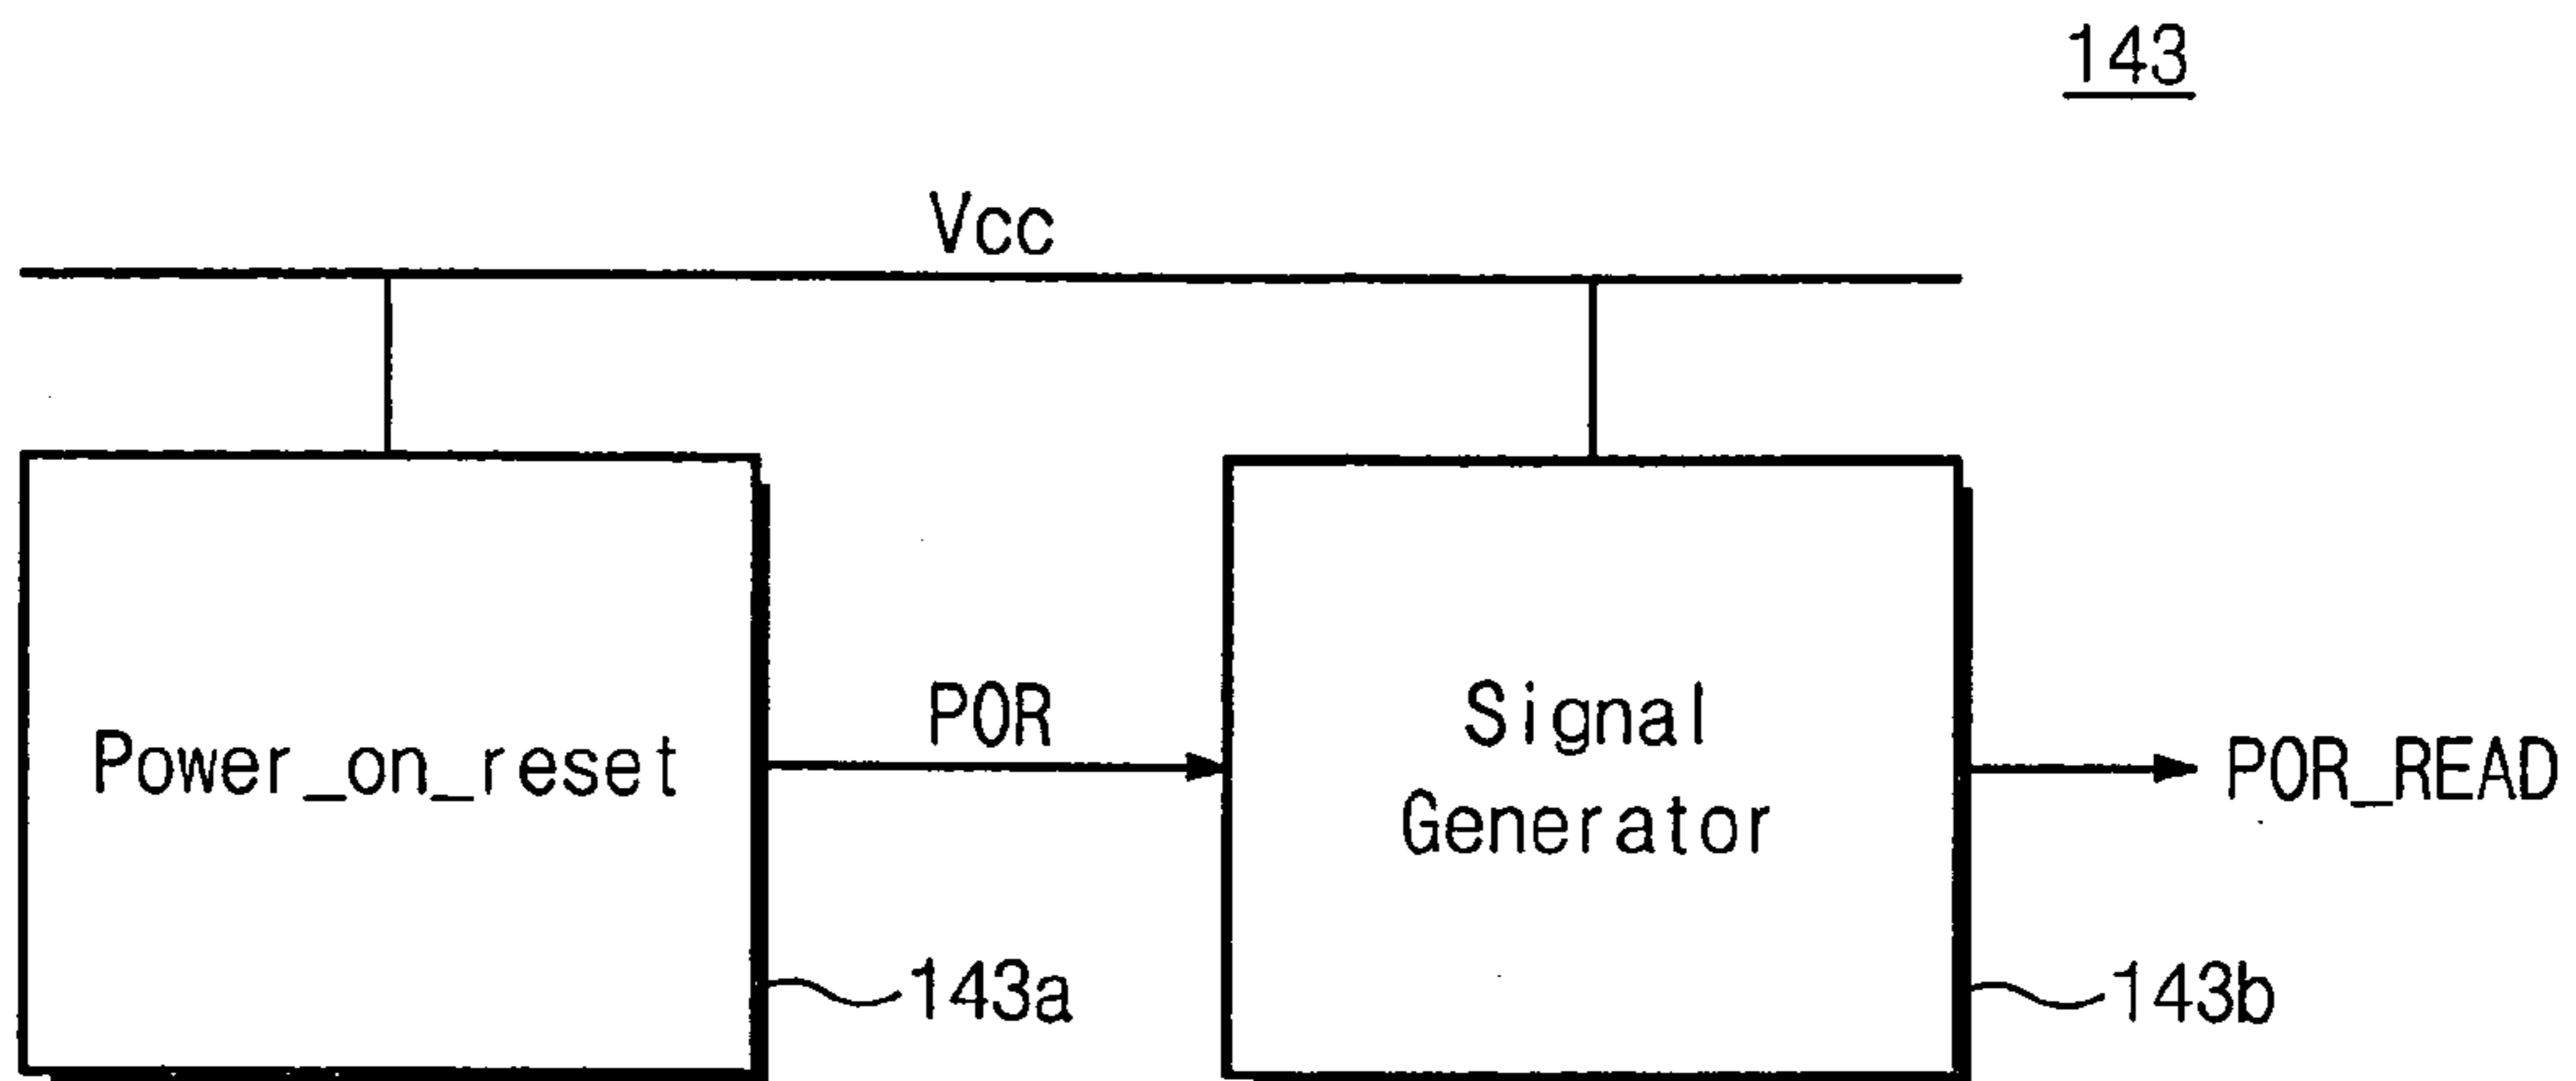 143
Vcc
Power_on_reset
POR
Signal
Generator
POR_READ
143a
143b